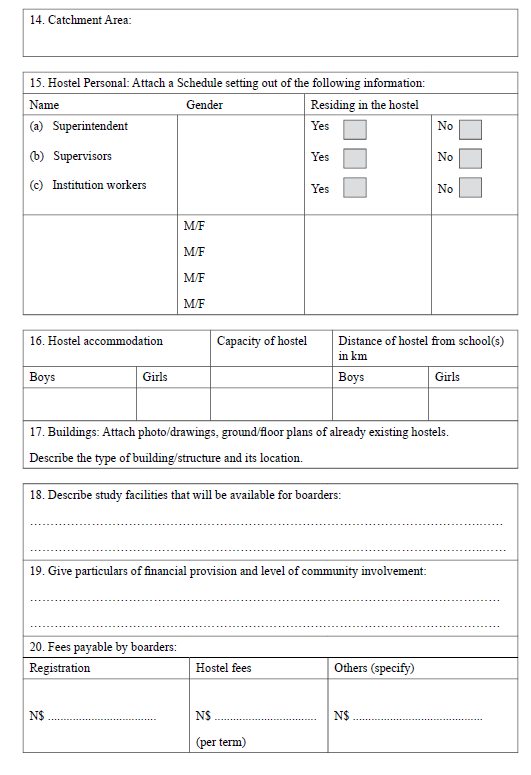 14. Catchment Area:
15. Hostel Personal: Attach a Schedule setting out of the following information:
Name Gender Residing in the hostel
(a) Superintendent Yes No
(b) Supervisors Yes No
(c) Institution workers Yes No
M/F
M/F
M/F
M/F
16. Hostel accommodation Capacity of hostel Distance of hostel from school(s)
in km
Boys Girls Boys Girls
17. Buildings: Attach photo/drawings, ground/floor plans of already existing hostels.
Describe the type of building/structure and its location.
18. Describe study facilities that will be available for boarders:
19. Give particulars of financial provision and level of community involvement:
20. Fees payable by boarders:
Registration Hostel fees Others (specify)
N$ .................................... N$ .................................. N$ ...........................................
(per term)